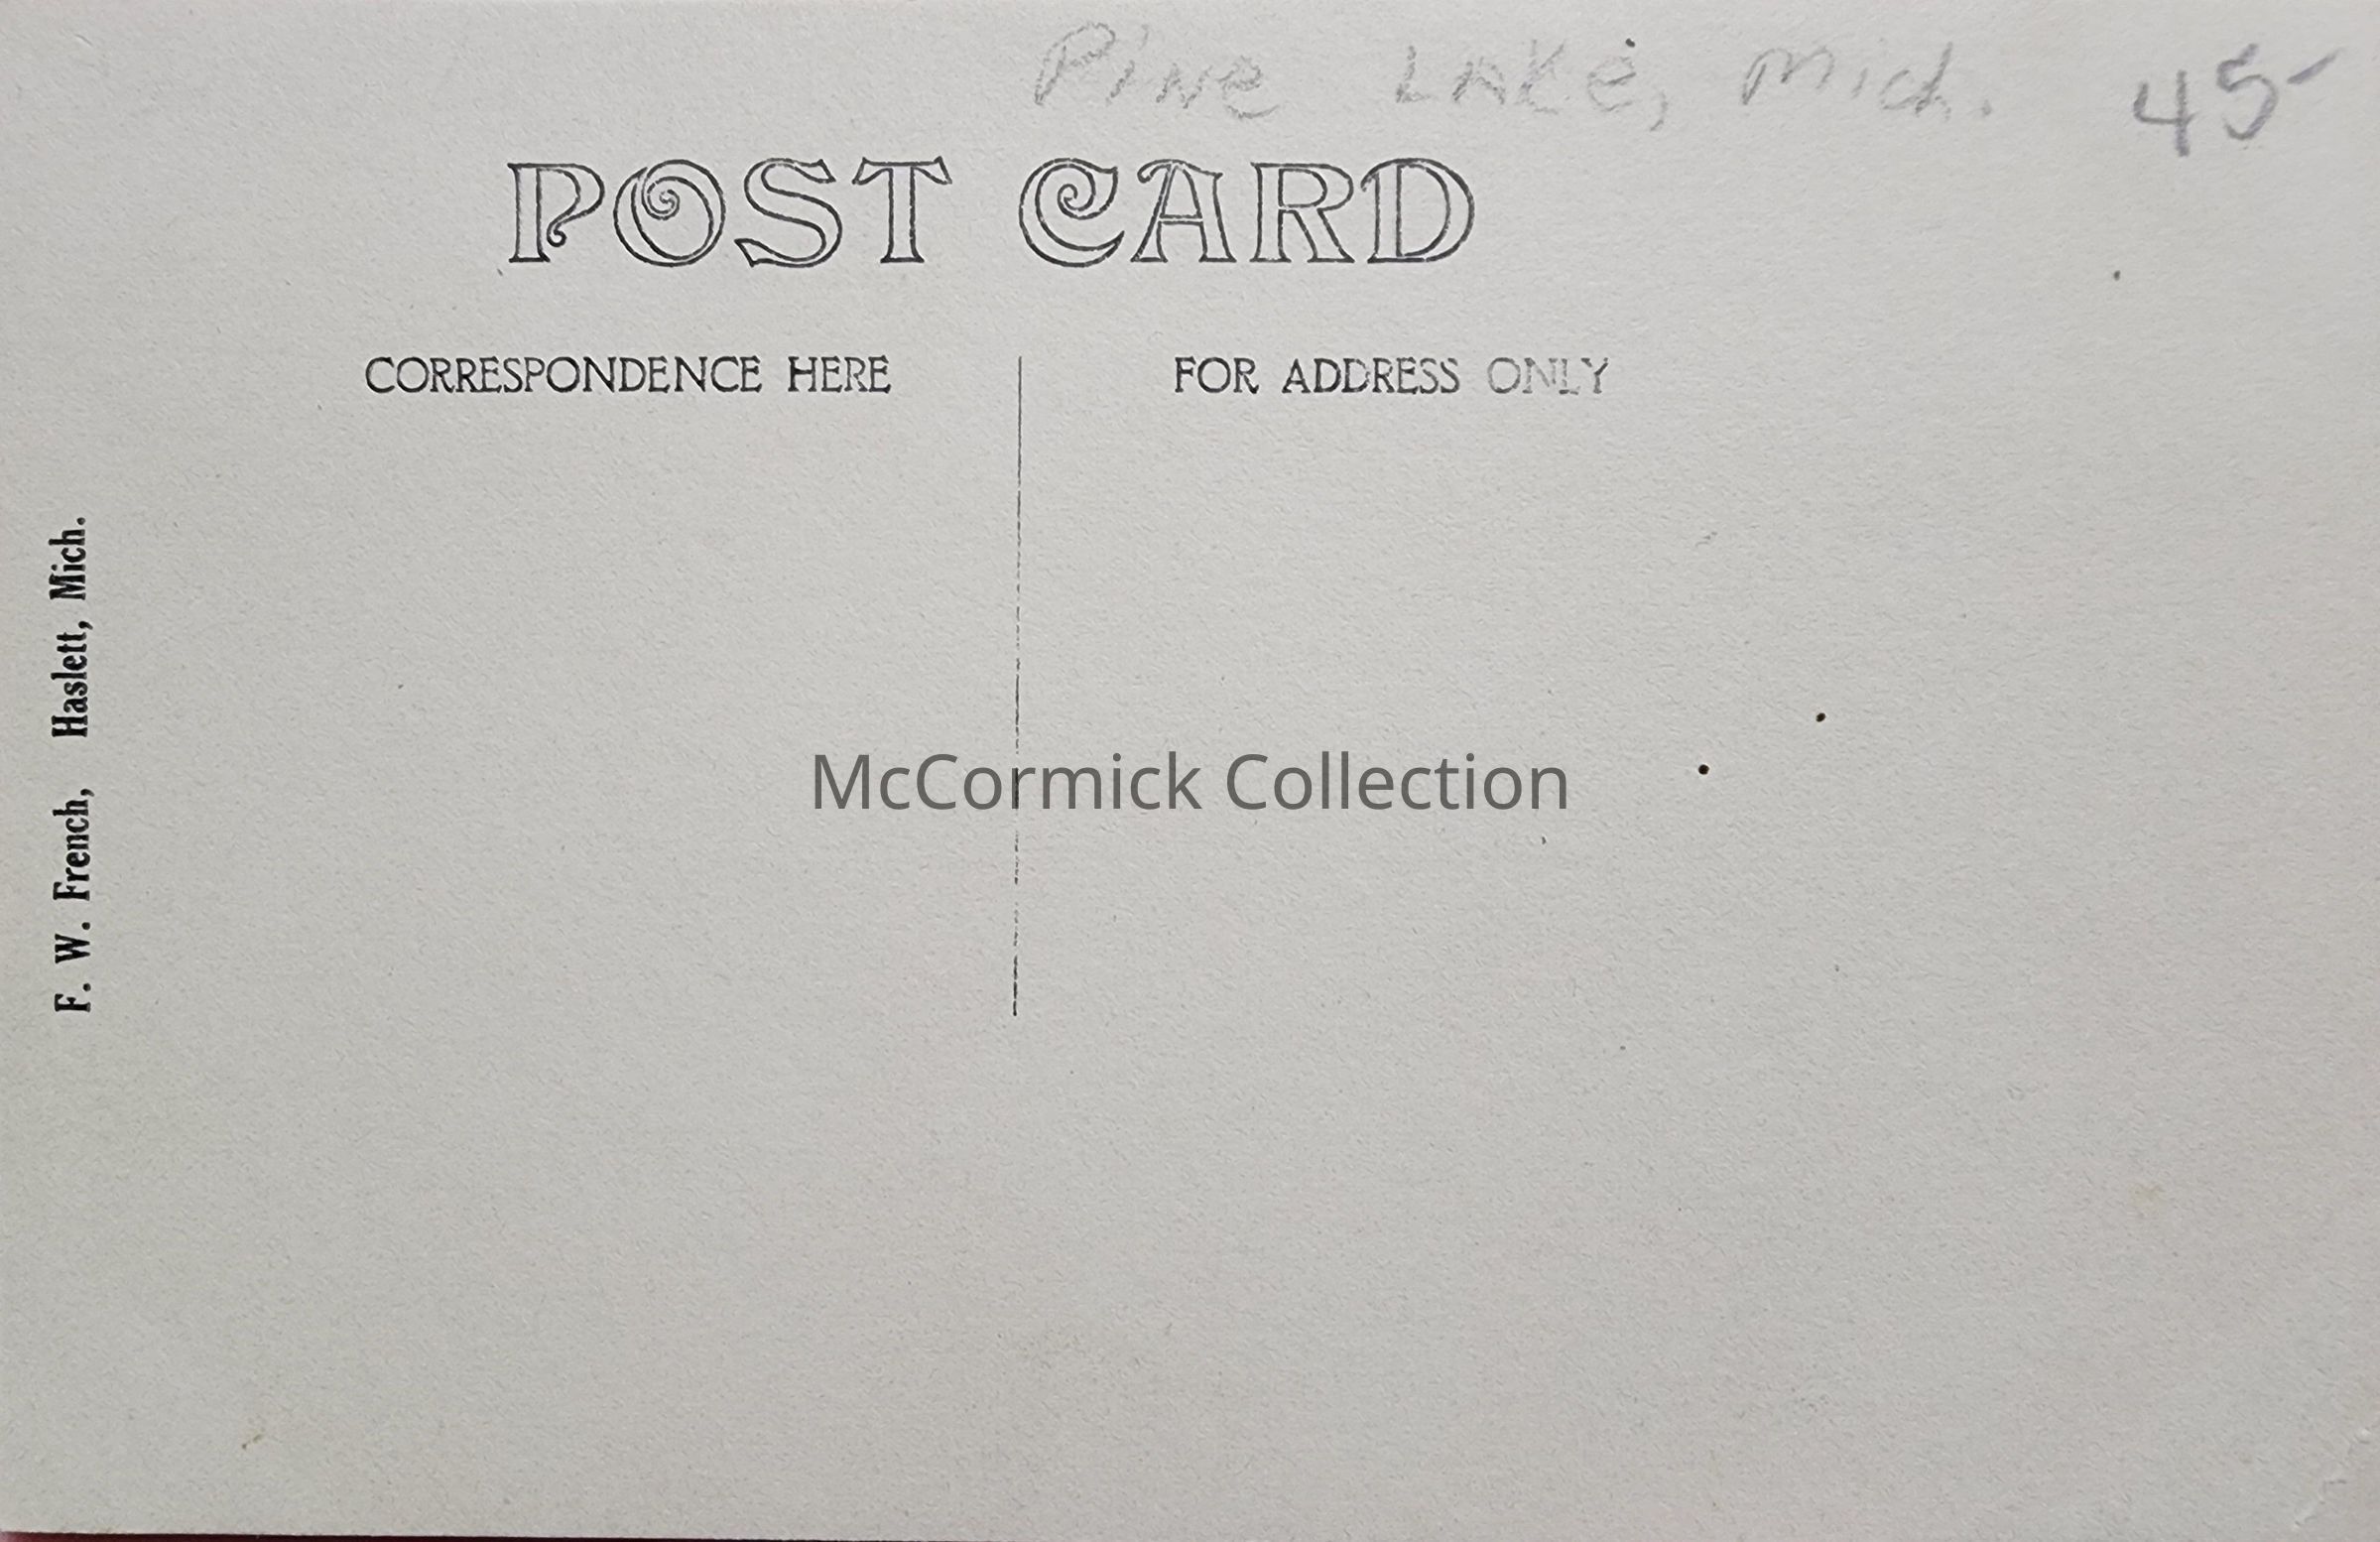 Pine Lake, Mich. 45-
POST CARD
CORRESPONDENCE HERE
FOR ADDRESS ONLY
F. W. French, Haslett, Mich.
McCormick Collection